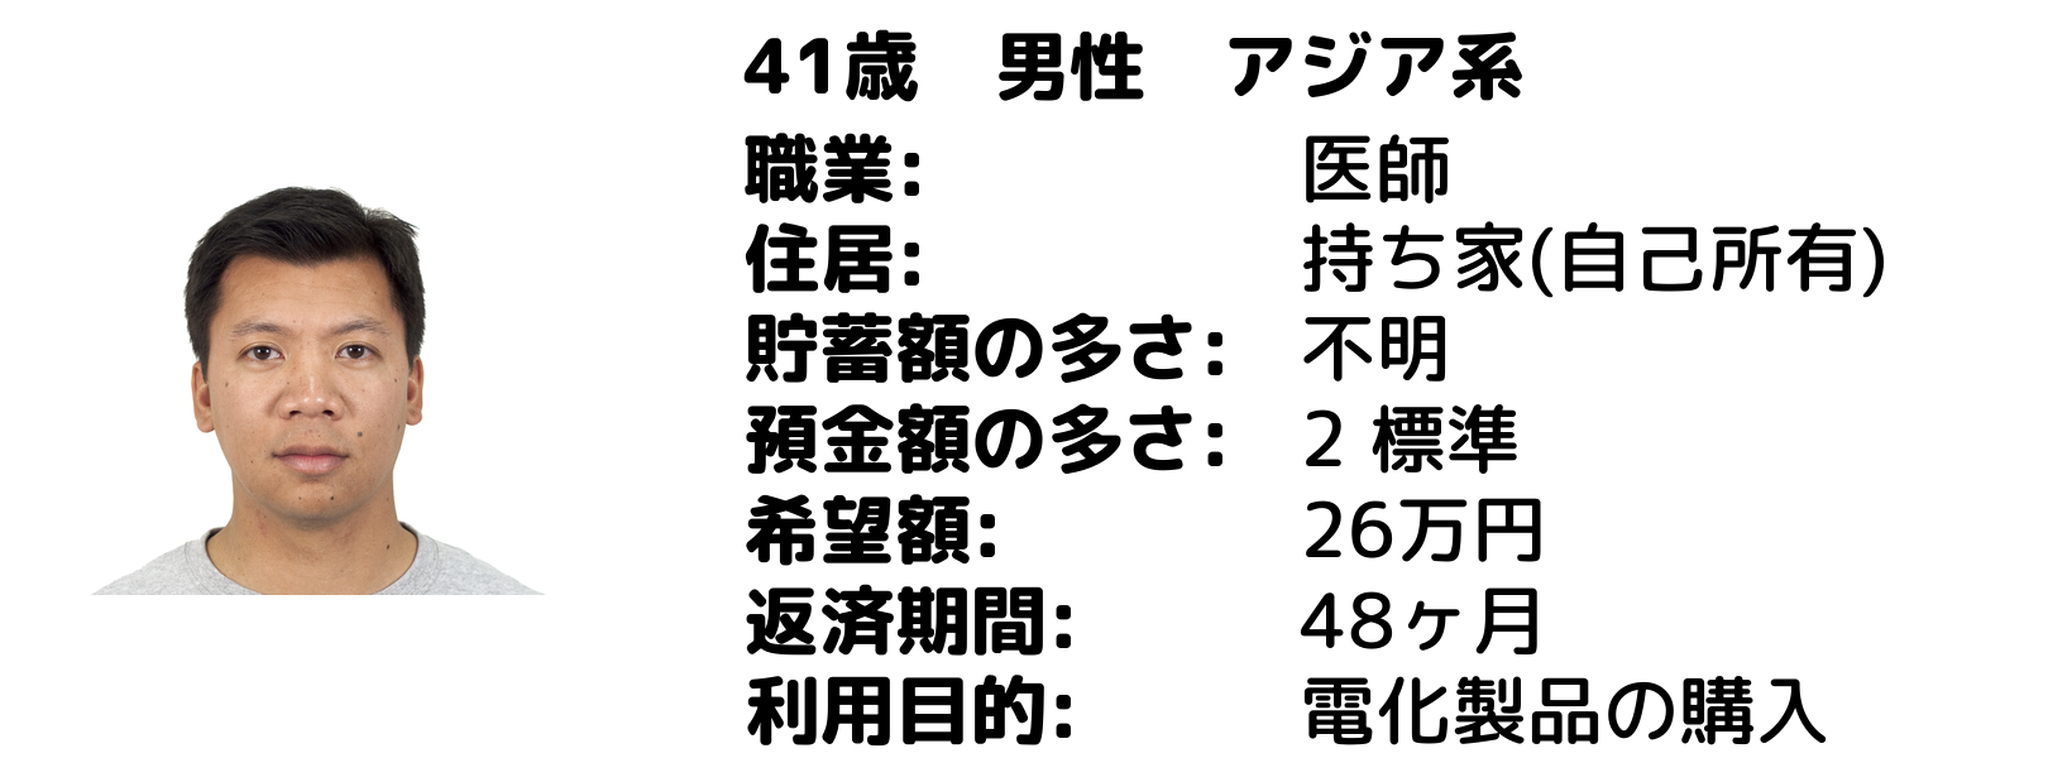 41歳　男性　アジア系
職業: 医師
住居: 持ち家(自己所有)
貯蓄額の多さ: 不明
預金額の多さ: 2 標準
希望額: 26万円
返済期間: 48ヶ月
利用目的: 電化製品の購入